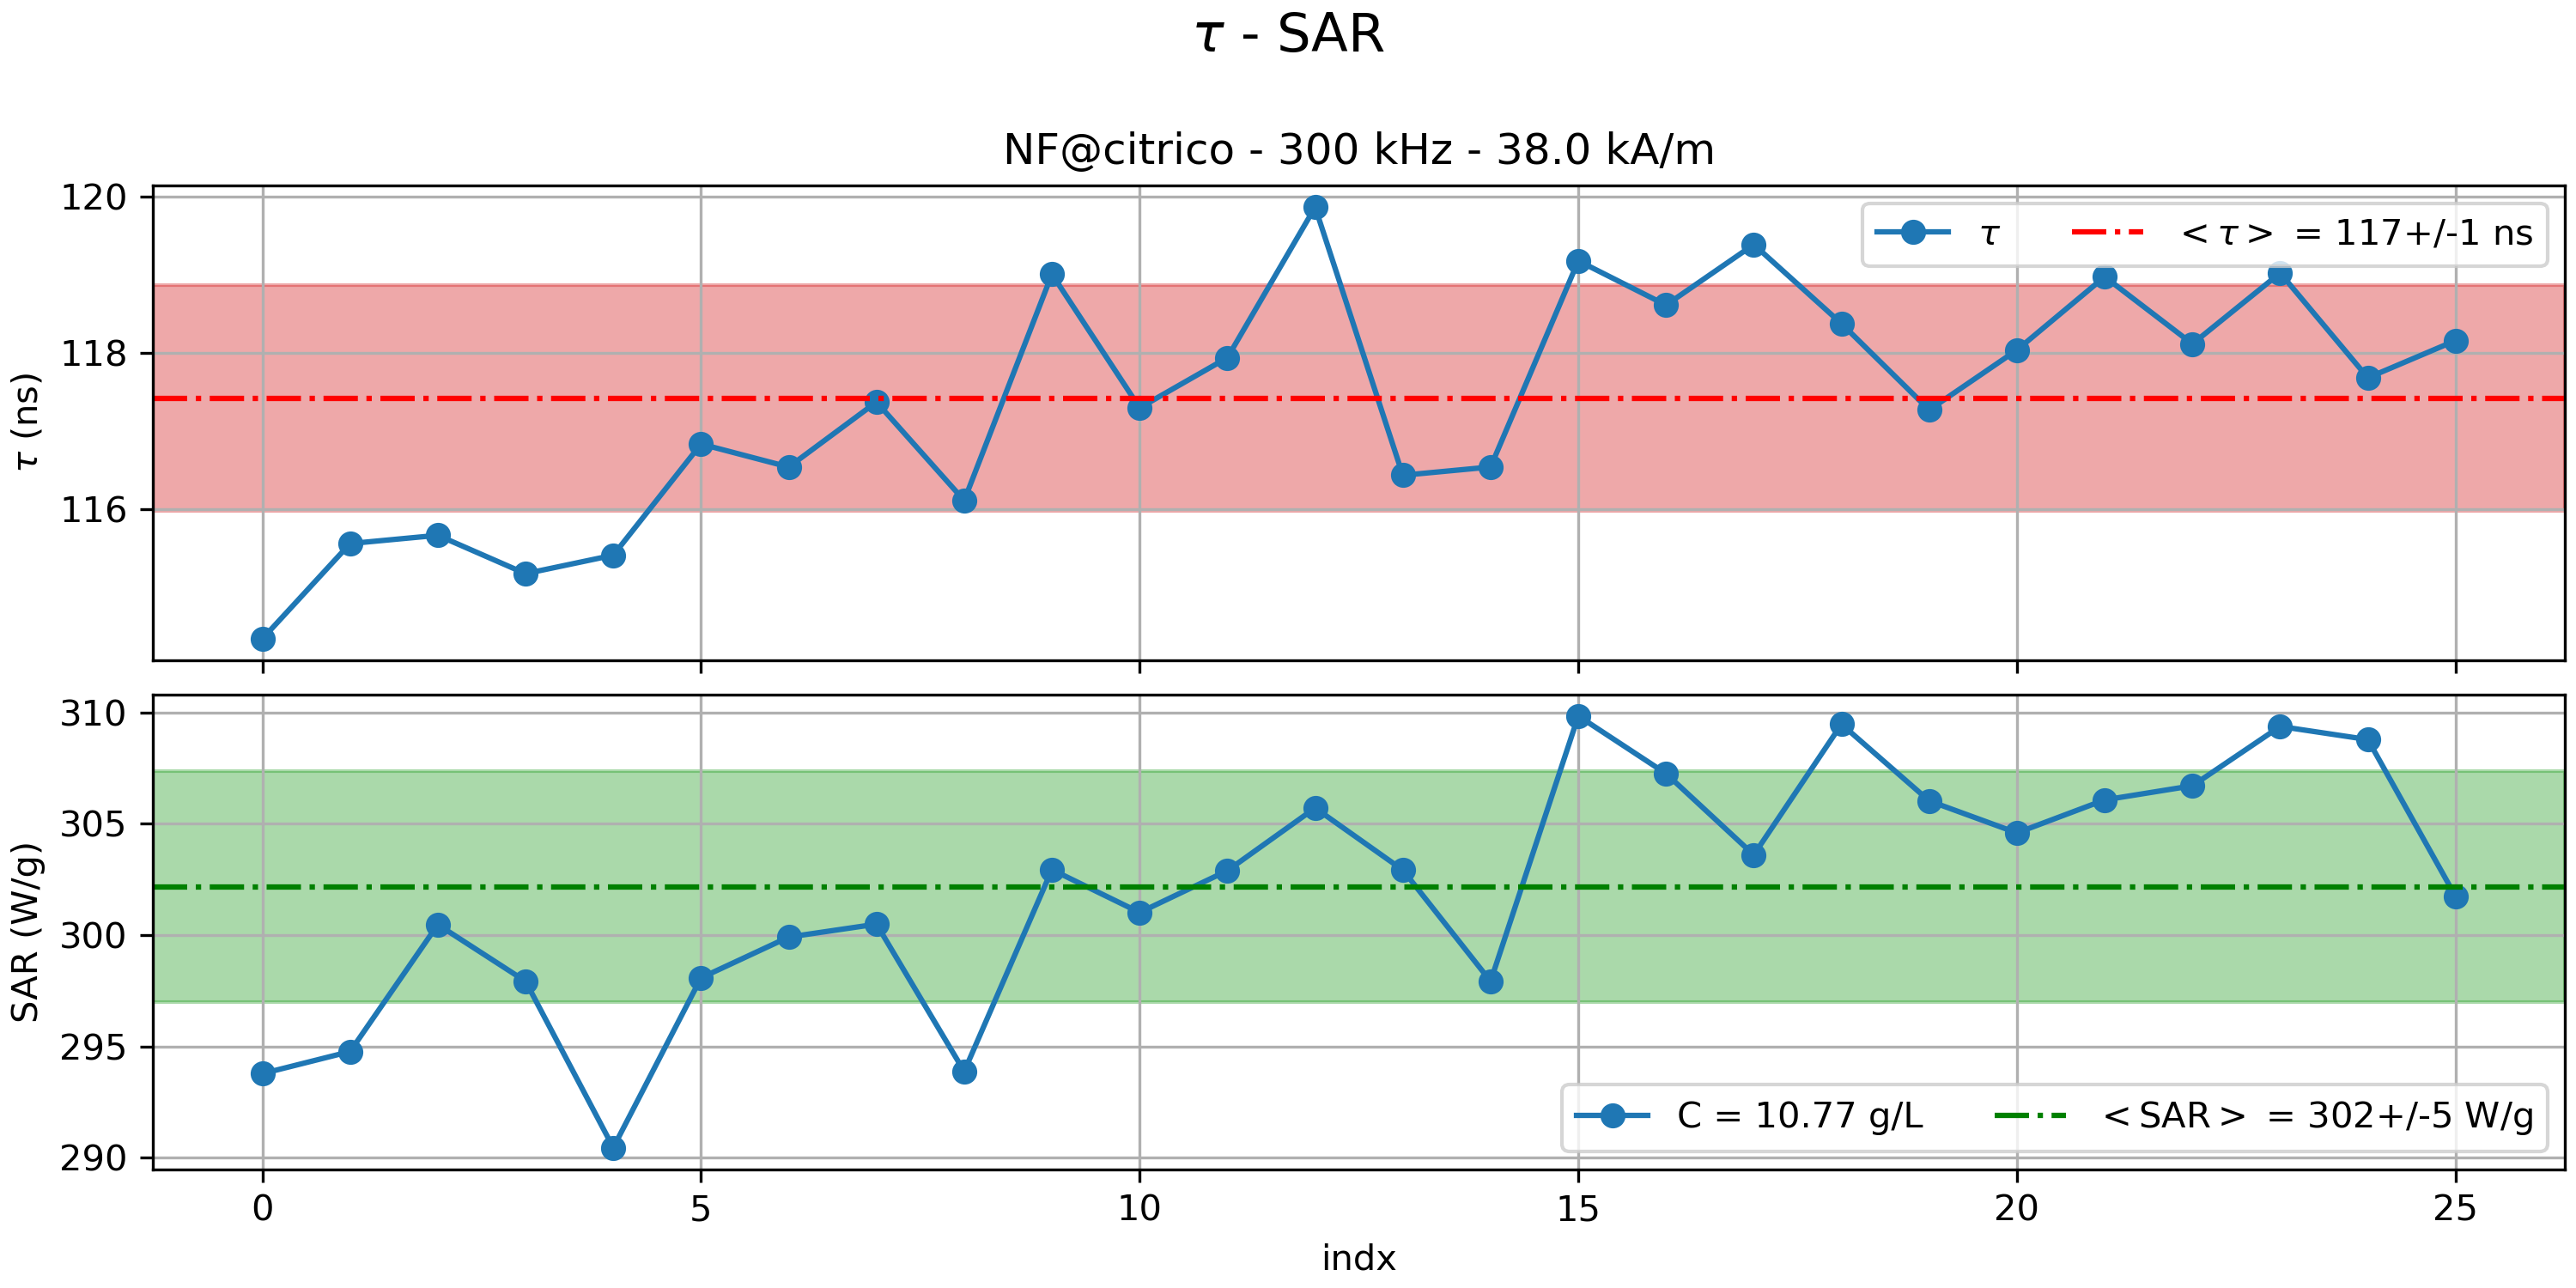 τ - SAR
NF@citrico - 300 kHz - 38.0 kA/m
120
118
116
τ (ns)
τ
<τ> = 117+/-1 ns
310
305
300
295
290
SAR (W/g)
C = 10.77 g/L
<SAR> = 302+/-5 W/g
0 5 10 15 20 25
indx